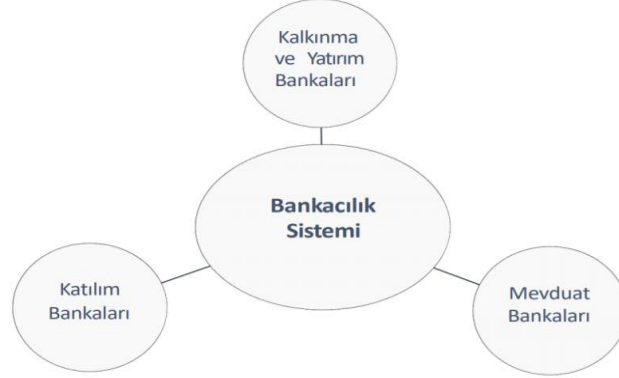 Kalkınma
ve Yatırım
Bankaları
Bankacılık
Sistemi
Katılım
Bankaları
Mevduat
Bankaları